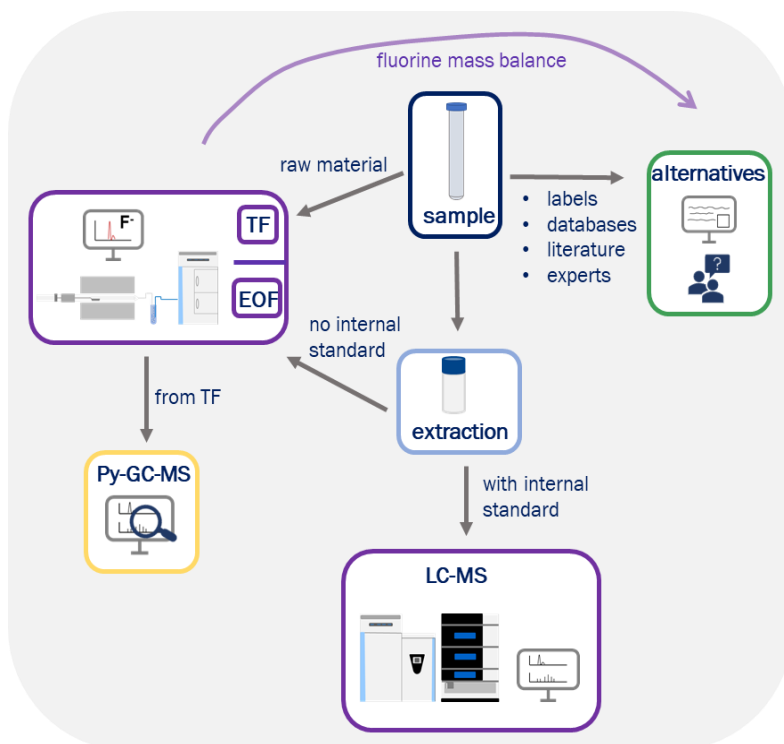 fluorine mass balance
raw material
sample
alternatives
• labels
• databases
• literature
• experts
?
F-
TF
EOF
no internal
standard
extraction
from TF
Py-GC-MS
with internal
standard
LC-MS